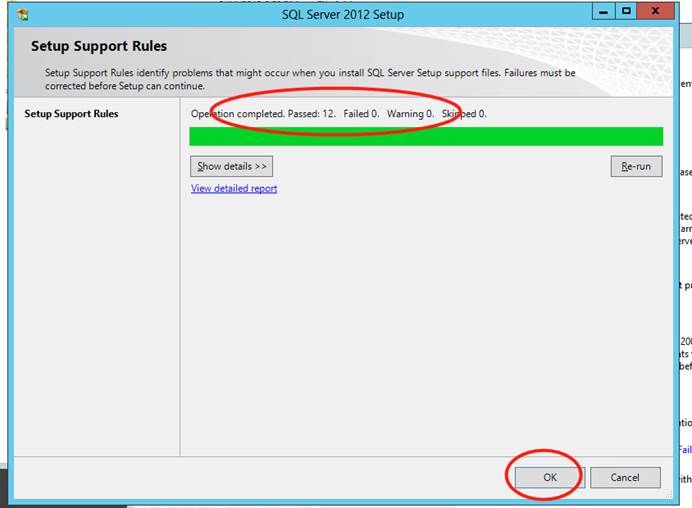 SQL Server 2012 Setup
Setup Support Rules
Setup Support Rules identify problems that might occur when you install SQL Server Setup support files. Failures must be
corrected before Setup can continue.
Setup Support Rules
Operation completed. Passed: 12. Failed 0. Warning 0. Skipped 0.
Show details >>
Re-run
View detailed report
OK
Cancel